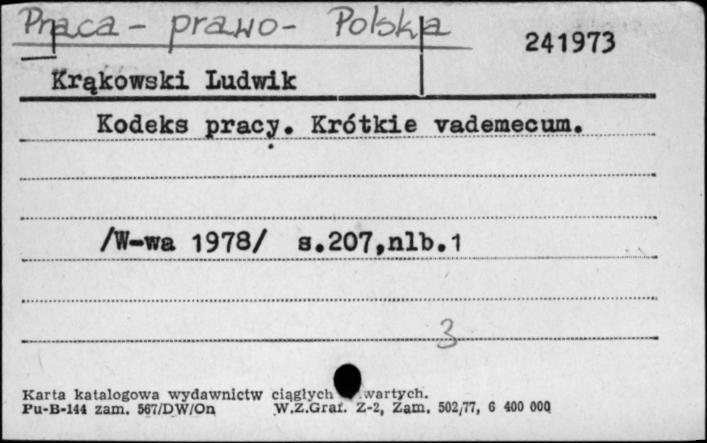 Praca - prawo - Polska
241973
Krąkowski Ludwik
Kodeks pracy. Krótkie vademecum.
/W-wa 1978/ s.207,nlb.1
3
Karta katalogowa wydawnictw ciągłych wartych.
Pu-B-144 zam. 567/DW/On W.Z.Graf. Z-2, Zam. 502/77, 6 400 000